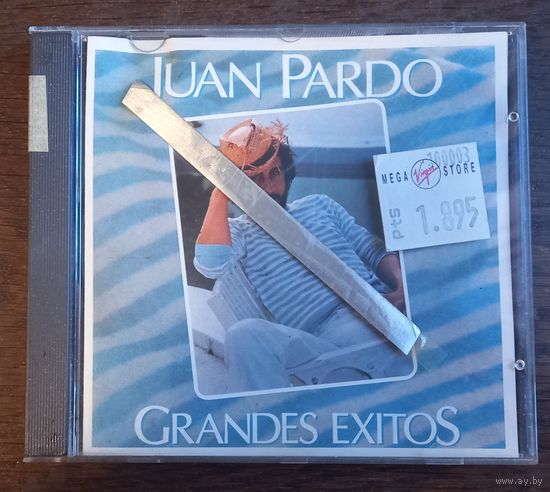 JUAN PARDO
100003
MEGA Virgin STORE
pts 1.895
GRANDES EXITOS
www.ay.by